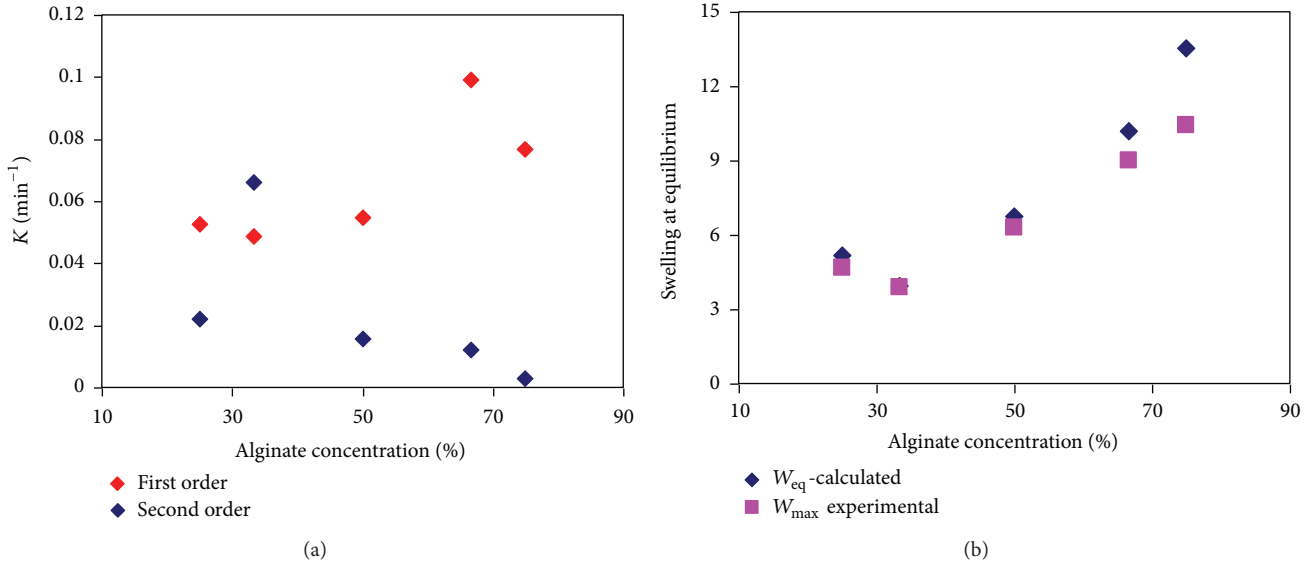 0.12
0.1
0.08
0.06
0.04
0.02
0
K (min⁻¹)
10 30 50 70 90
Alginate concentration (%)
First order
Second order
(a)
15
12
9
6
3
0
Swelling at equilibrium
10 30 50 70 90
Alginate concentration (%)
W_eq-calculated
W_max experimental
(b)